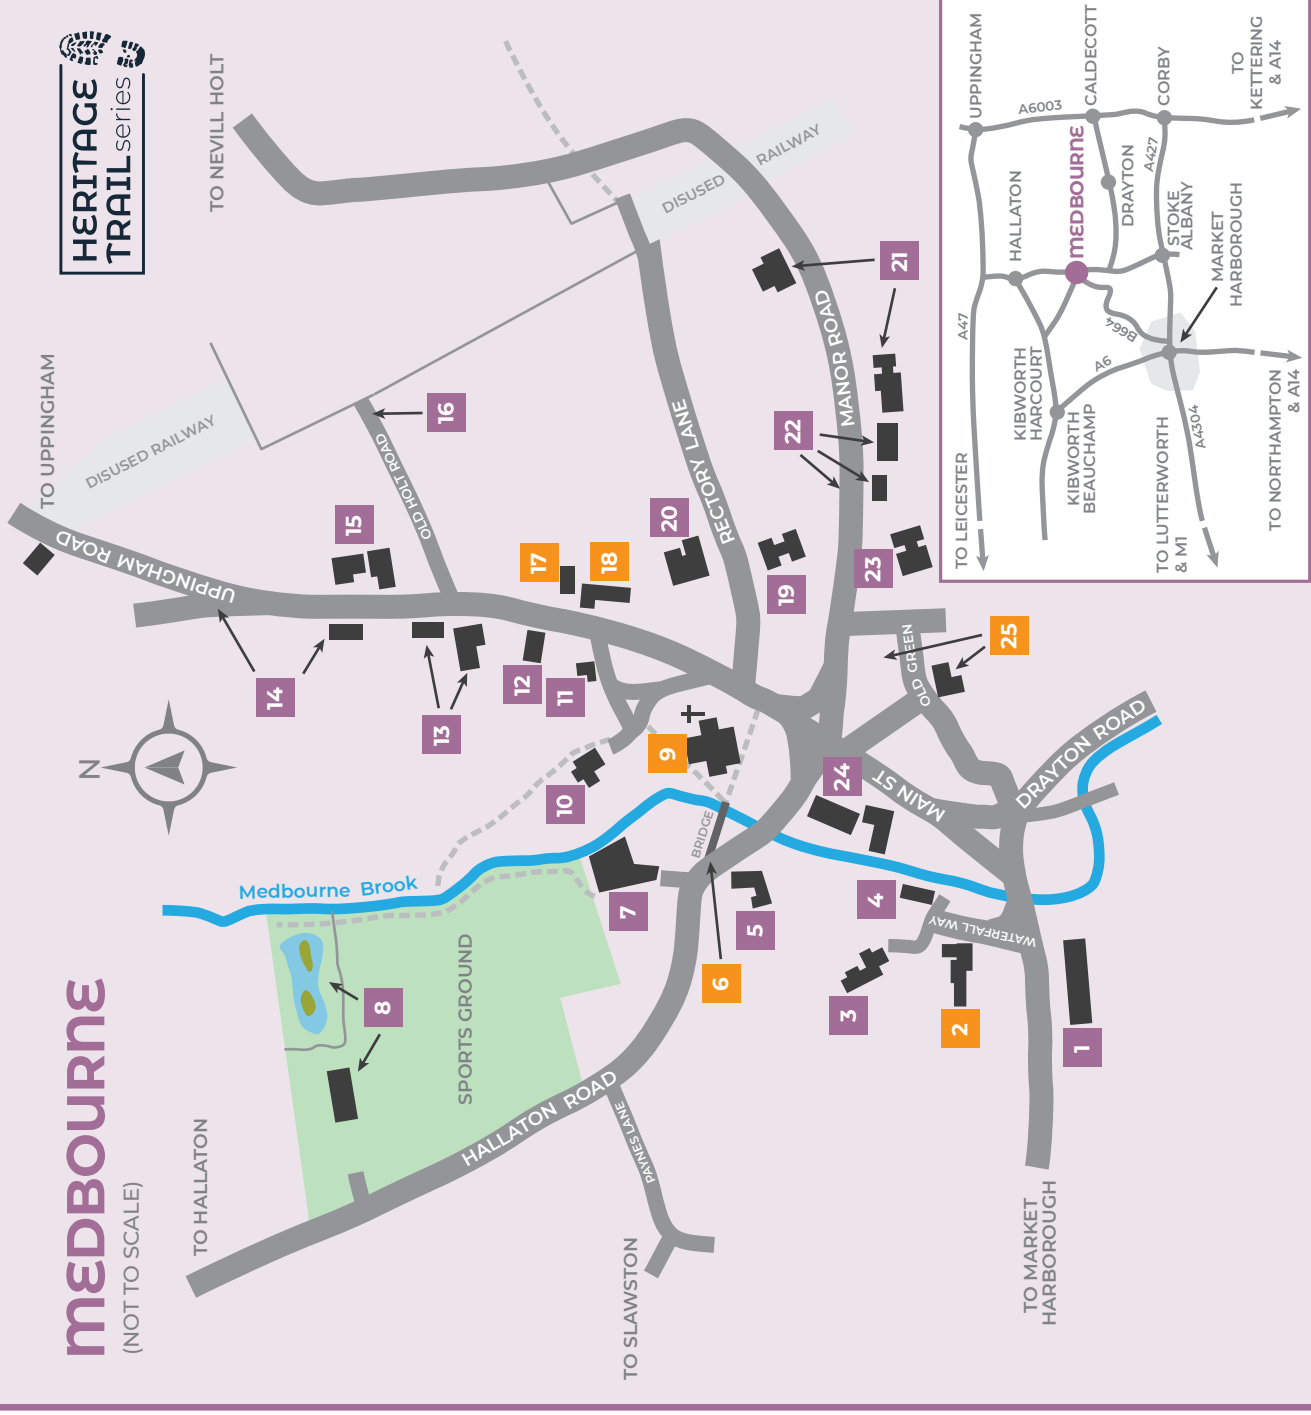 MEDBOURNE
(NOT TO SCALE)
HERITAGE
TRAIL series
TO HALLATON
TO UPPINGHAM
TO NEVILL HOLT
N
DISUSED RAILWAY
UPPINGHAM ROAD
OLD HOLT ROAD
16
15
14
13
12
11
17
18
20
19
RECTORY LANE
DISUSED
RAILWAY
21
MANOR ROAD
22
23
25
OLD GREEN
10
9
Medbourne Brook
8
SPORTS GROUND
7
BRIDGE
24
MAIN ST
DRAYTON ROAD
5
6
4
WATERFALL WAY
3
2
1
HALLATON ROAD
PAYNES LANE
TO SLAWSTON
TO MARKET
HARBOROUGH
UPPINGHAM
CALDECOTT
CORBY
TO
KETTERING
& A14
A6003
MEDBOURNE
HALLATON
DRAYTON
A427
STOKE
ALBANY
MARKET
HARBOROUGH
A47
B664
A6
KIBWORTH
HARCOURT
KIBWORTH
BEAUCHAMP
A4304
TO LEICESTER
TO LUTTERWORTH
& M1
TO NORTHAMPTON
& A14